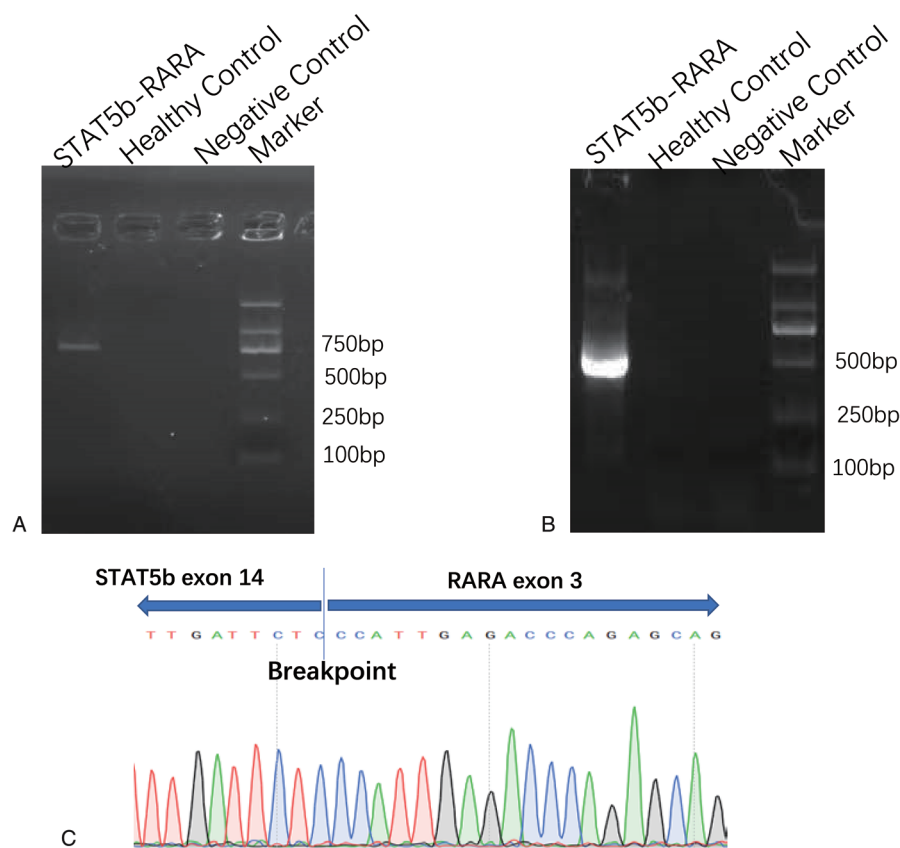 STAT5b-RARA
Healthy Control
Negative Control
Marker
750bp
500bp
250bp
100bp
A
STAT5b-RARA
Healthy Control
Negative Control
Marker
500bp
250bp
100bp
B
STAT5b exon 14 RARA exon 3
T T G A T T C T C C C A T T G A G A C C C A G A G C A G
Breakpoint
C